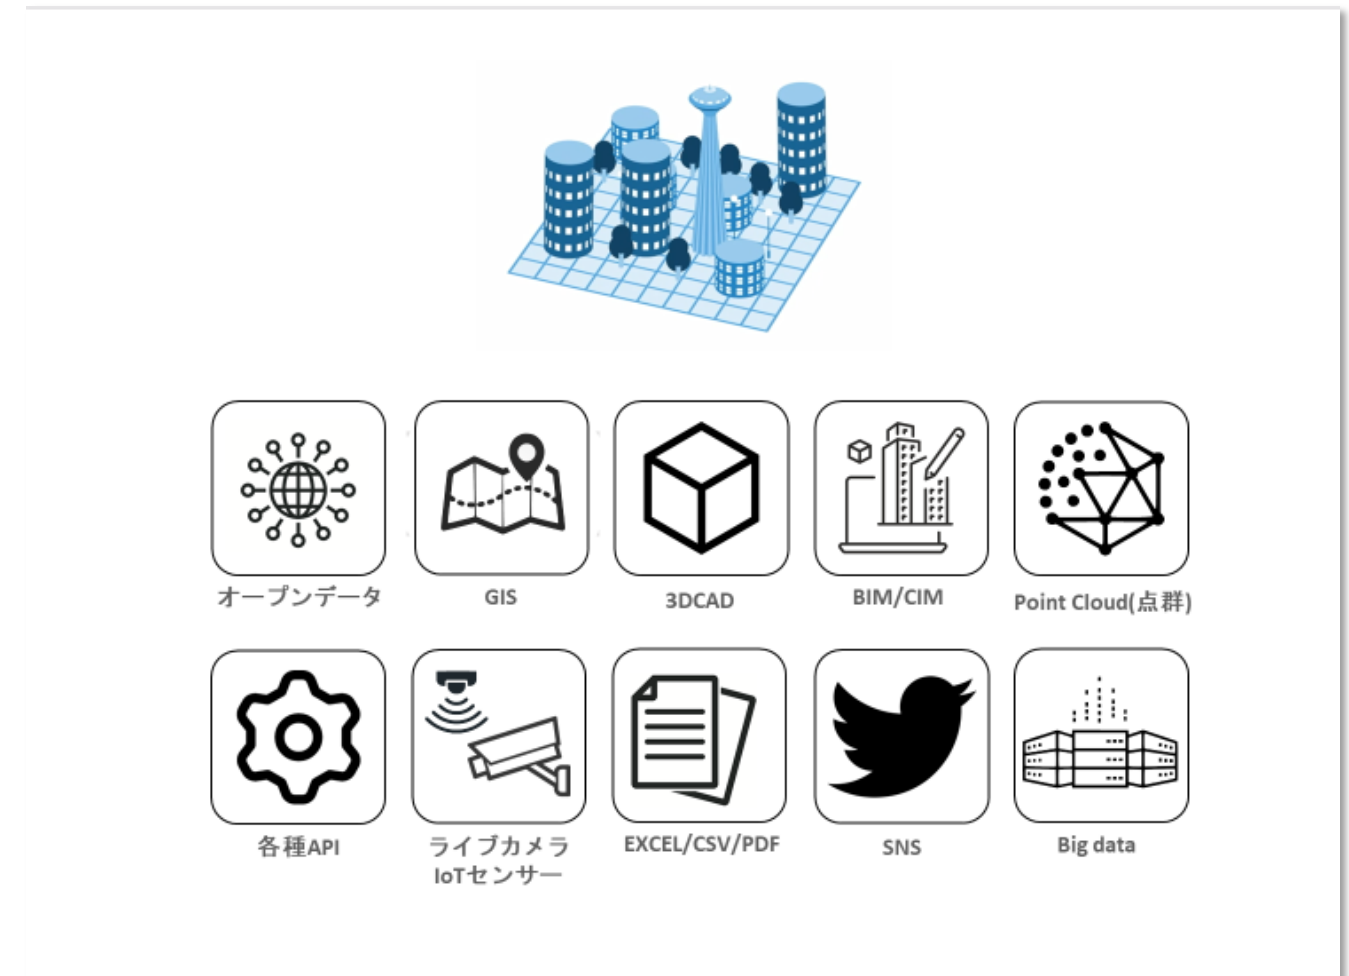 オープンデータ
GIS
3DCAD
BIM/CIM
Point Cloud(点群)
各種API
ライブカメラ
IoTセンサー
EXCEL/CSV/PDF
SNS
Big data